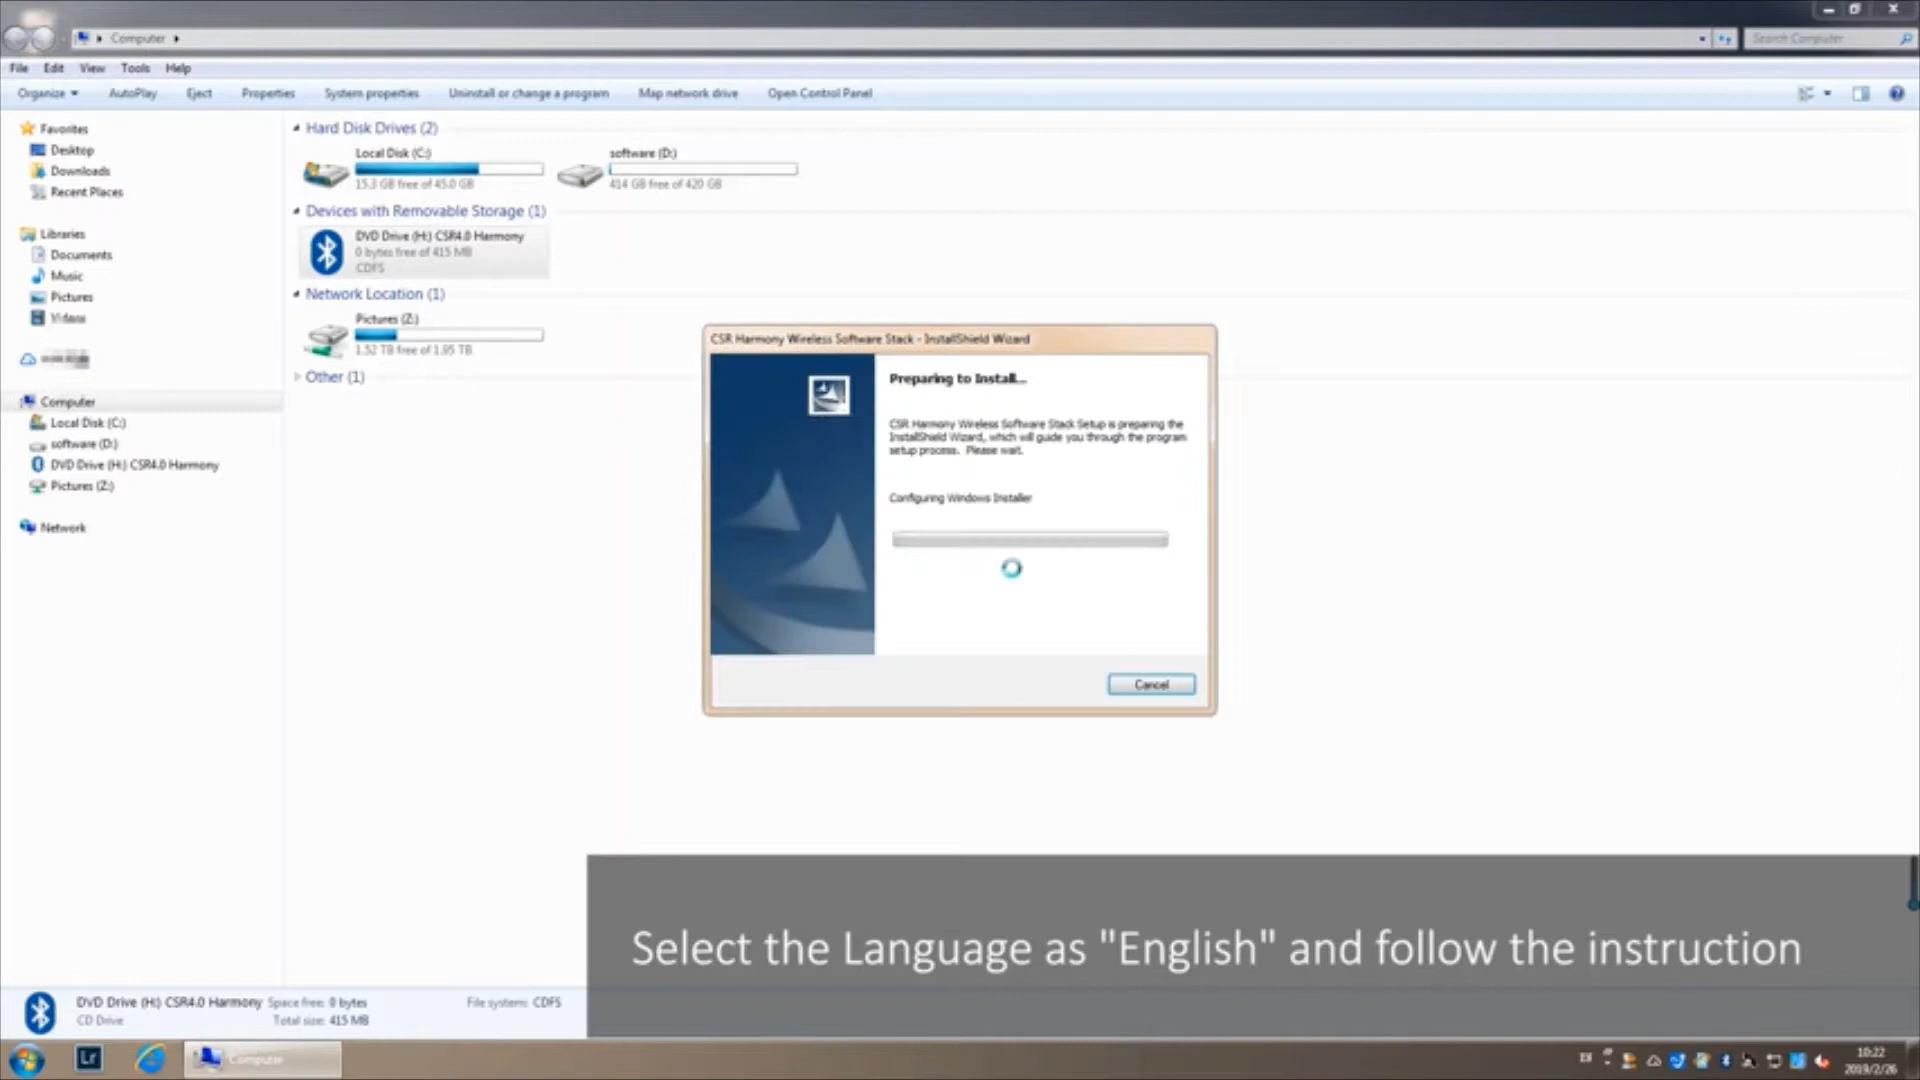 Computer
Search Computer
File Edit View Tools Help
Organize AutoPlay Eject Properties System properties Uninstall or change a program Map network drive Open Control Panel
Favorites
Desktop
Downloads
Recent Places
Libraries
Documents
Music
Pictures
Videos
Computer
Local Disk (C:)
software (D:)
DVD Drive (H:) CSR4.0 Harmony
Pictures (Z:)
Network
Hard Disk Drives (2)
Local Disk (C:)
15.3 GB free of 45.0 GB
software (D:)
414 GB free of 420 GB
Devices with Removable Storage (1)
DVD Drive (H:) CSR4.0 Harmony
0 bytes free of 415 MB
CDFS
Network Location (1)
Pictures (Z:)
1.52 TB free of 1.95 TB
Other (1)
CSR Harmony Wireless Software Stack - InstallShield Wizard
Preparing to Install...
CSR Harmony Wireless Software Stack Setup is preparing the
InstallShield Wizard, which will guide you through the program
setup process. Please wait.
Configuring Windows Installer
Cancel
Select the Language as "English" and follow the instruction
DVD Drive (H:) CSR4.0 Harmony Space free: 0 bytes File system: CDFS
CD Drive Total size: 415 MB
Lr
Computer
10:22
2019/2/26